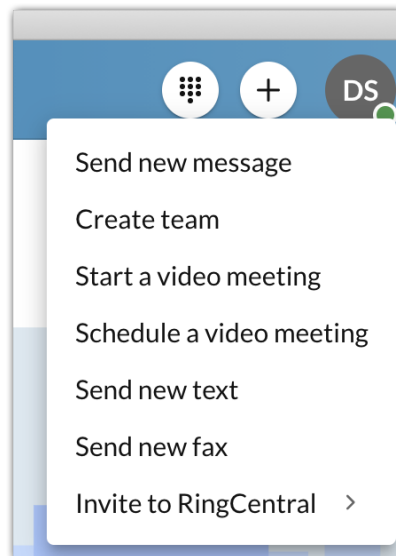 DS
Send new message
Create team
Start a video meeting
Schedule a video meeting
Send new text
Send new fax
Invite to RingCentral